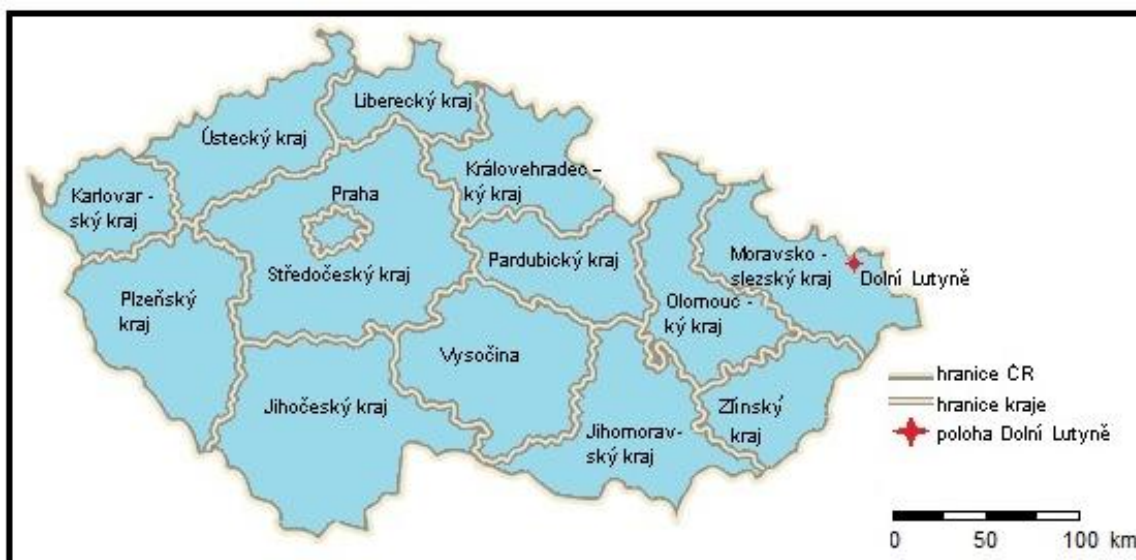 Liberecký kraj
Ústecký kraj
Královehradec –
ký kraj
Karlovar -
ský kraj
Praha
Středočeský kraj
Pardubický kraj
Moravsko -
slezský kraj
Dolní Lutyně
Plzeňský
kraj
Olomouc -
ký kraj
Vysočina
Jihočeský kraj
Jihomorav-
ský kraj
Zlínský
kraj
hranice ČR
hranice kraje
poloha Dolní Lutyně
0 50 100 km